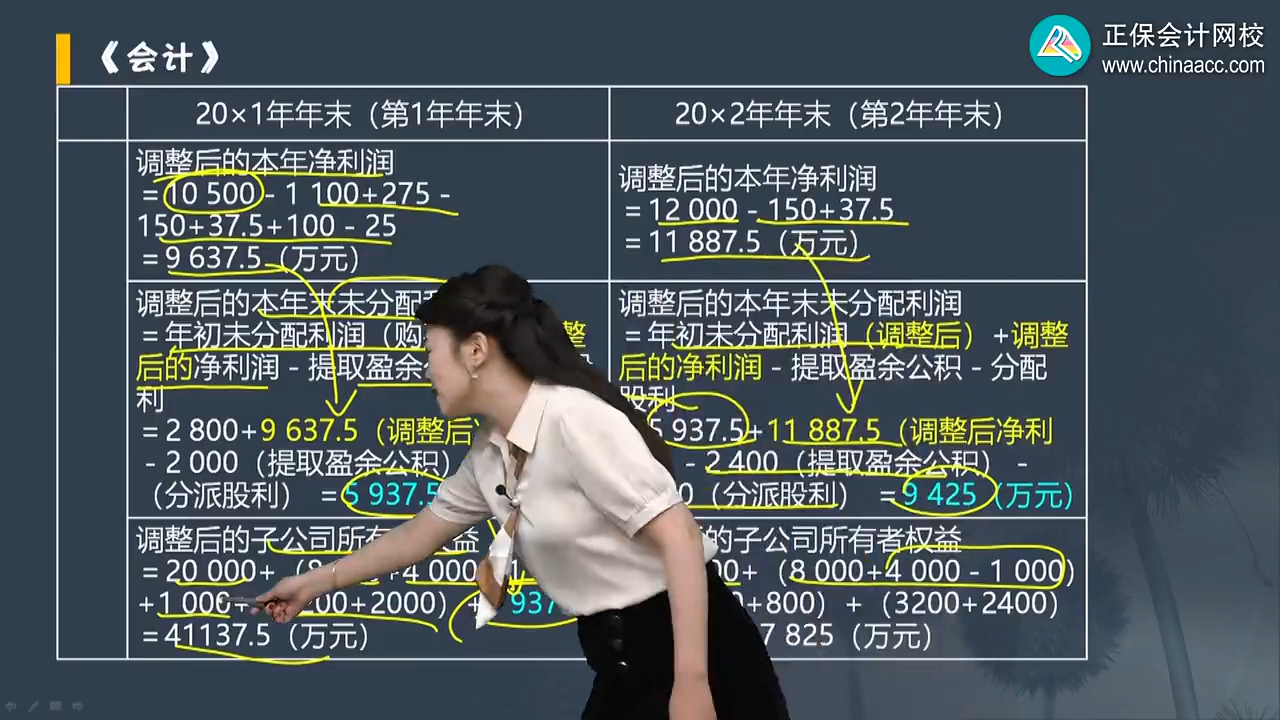 《会计》
正保会计网校
www.chinaacc.com
20×1年年末（第1年年末）
20×2年年末（第2年年末）
调整后的本年净利润
=10 500-1 100+275-
150+37.5+100-25
=9 637.5（万元）
调整后的本年净利润
=12 000-150+37.5
=11 887.5（万元）
调整后的本年末未分配利
=年初未分配利润（购 整
后的净利润-提取盈余
利
=2 800+9 637.5（调整后
-2 000（提取盈余公积）
（分派股利） =5 937.5
调整后的本年末未分配利润
=年初未分配利润（调整后）+调整
后的净利润-提取盈余公积-分配
股利
5 937.5+11 887.5（调整后净利
-2 400（提取盈余公积）-
0（分派股利） =9 425（万元）
调整后的子公司所有 益
=20 000+（8 +4 000
+1 000+ 00+2000）+ 937
=41137.5（万元）
的子公司所有者权益
+（8 000+4 000-1 000)
+800）+（3200+2400）
7 825（万元）